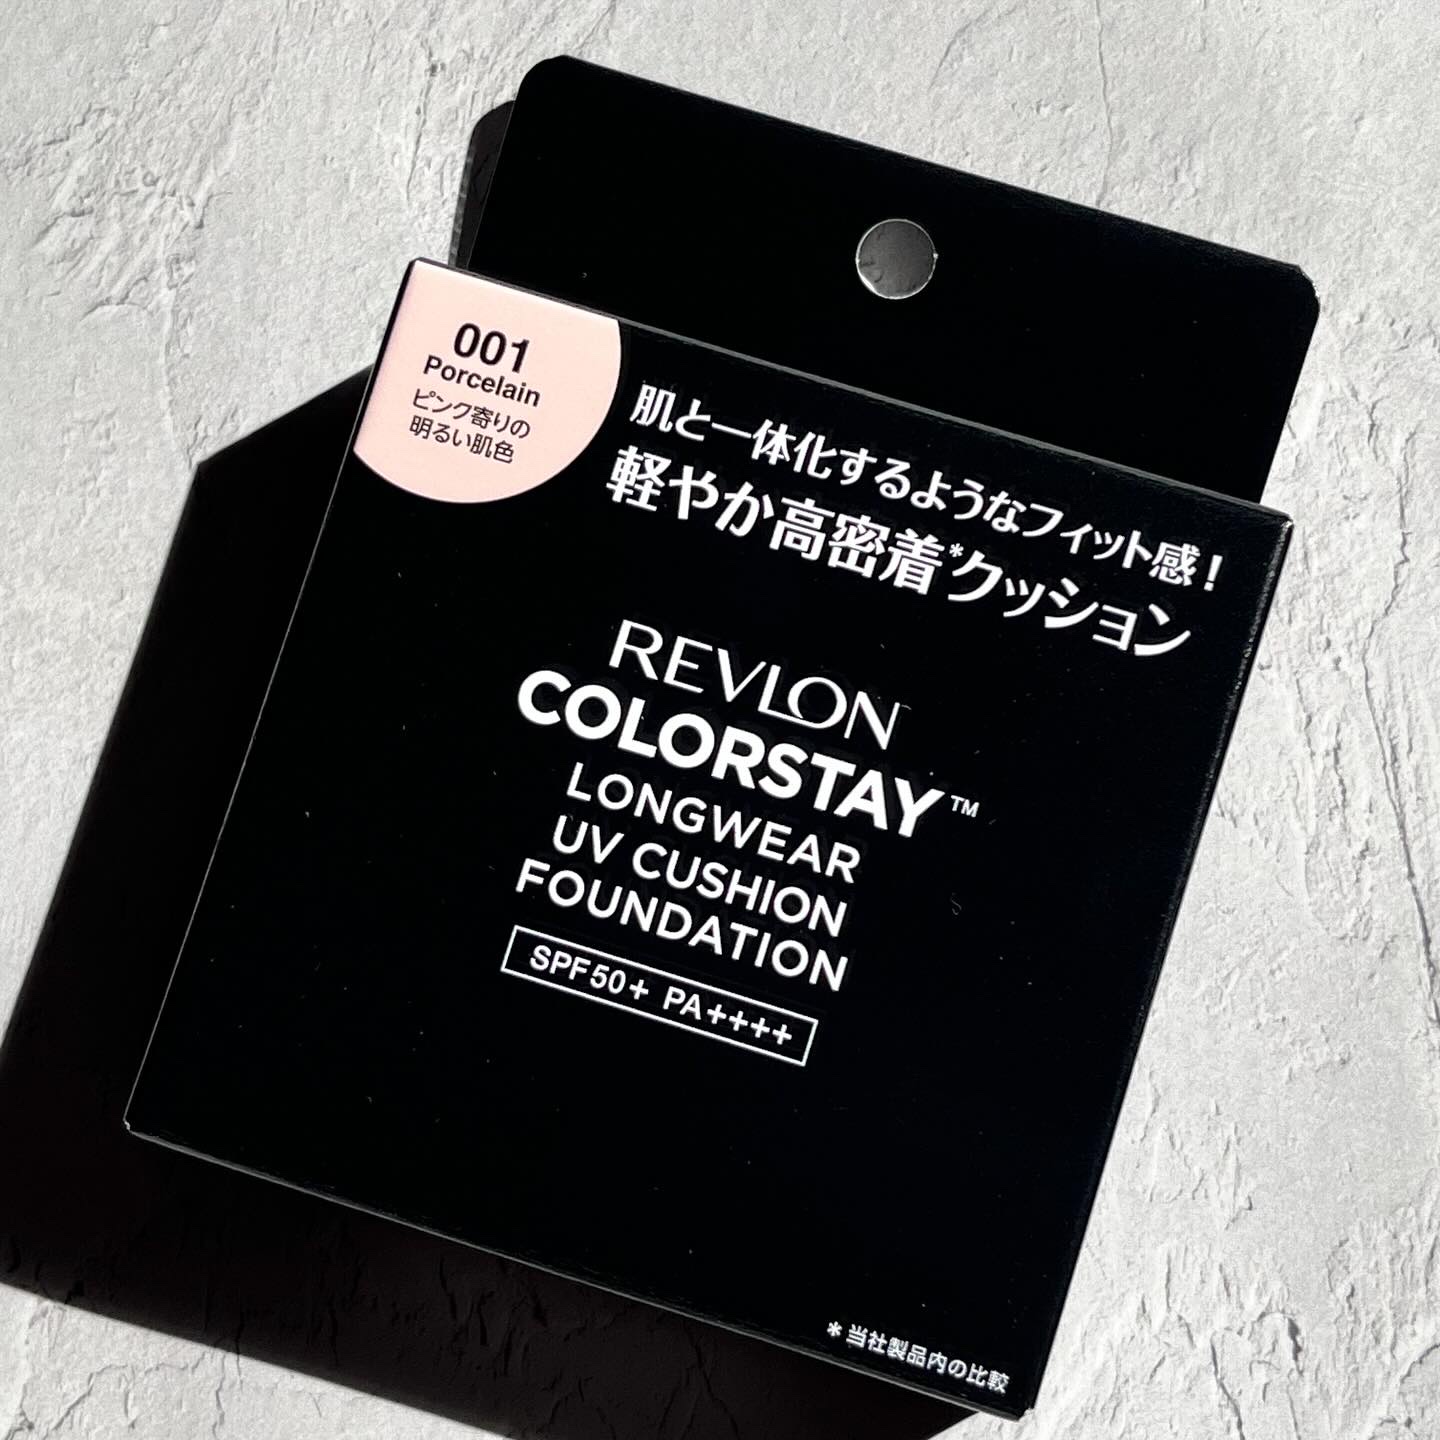 001
Porcelain
ピンク寄りの
明るい肌色
肌と一体化するようなフィット感！
軽やか高密着*クッション
REVLON
COLORSTAY™
LONGWEAR
UV CUSHION
FOUNDATION
SPF50+ PA++++
*当社製品内の比較